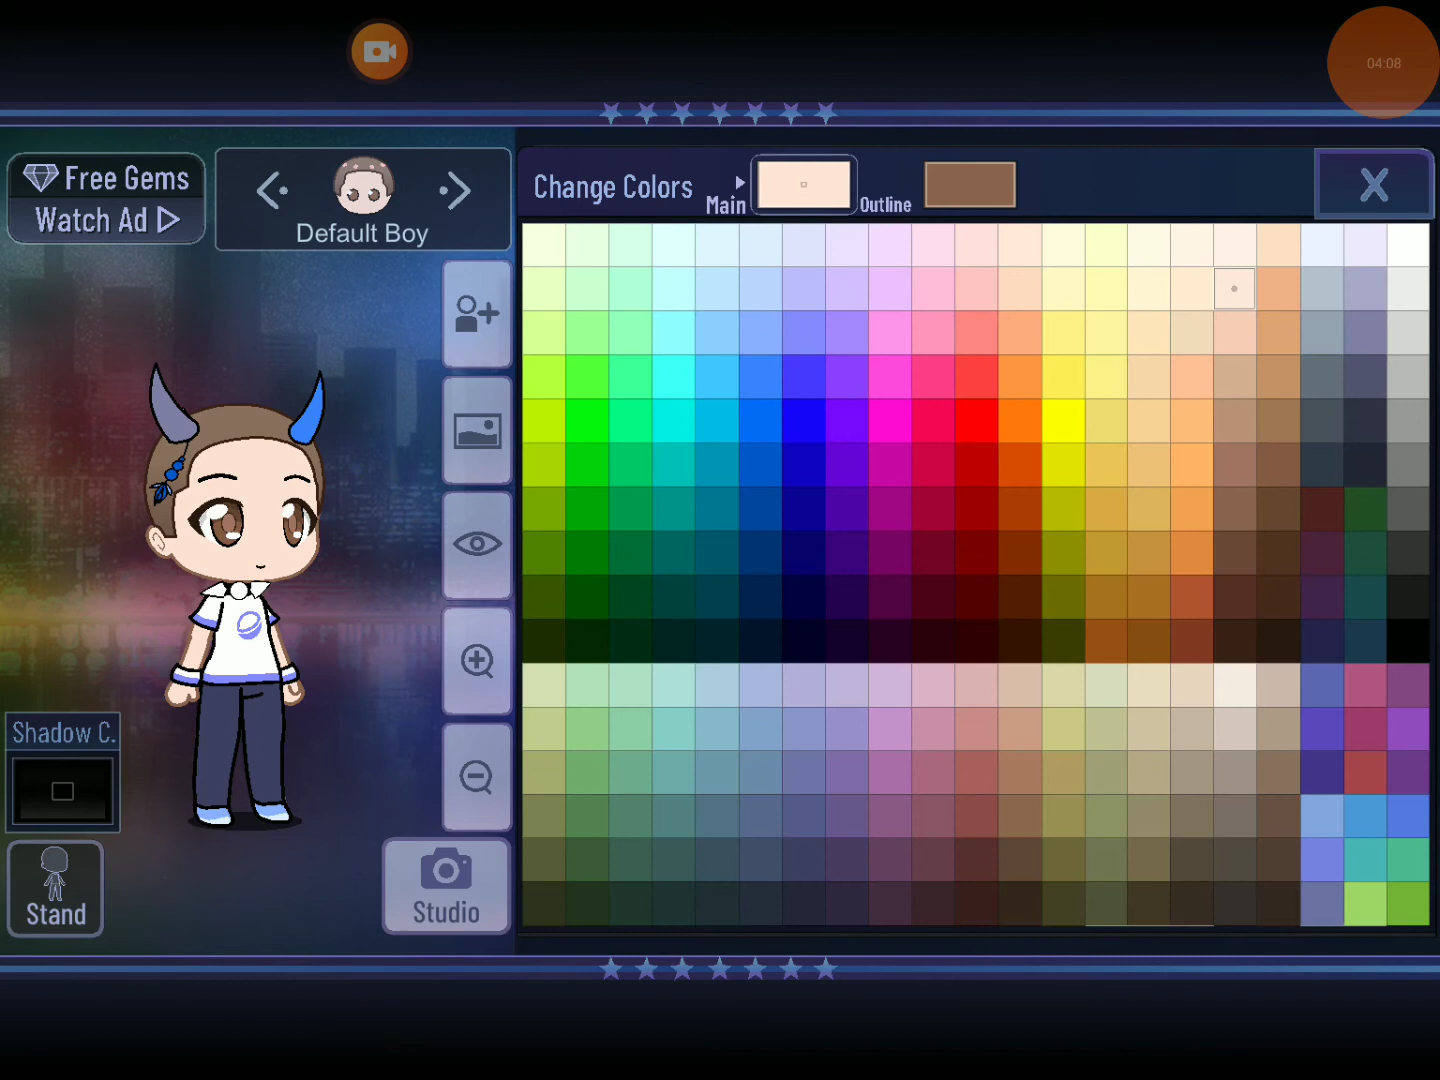 04:08
Free Gems
Watch Ad
Default Boy
Change Colors
Main
Outline
X
Shadow C.
Stand
Studio